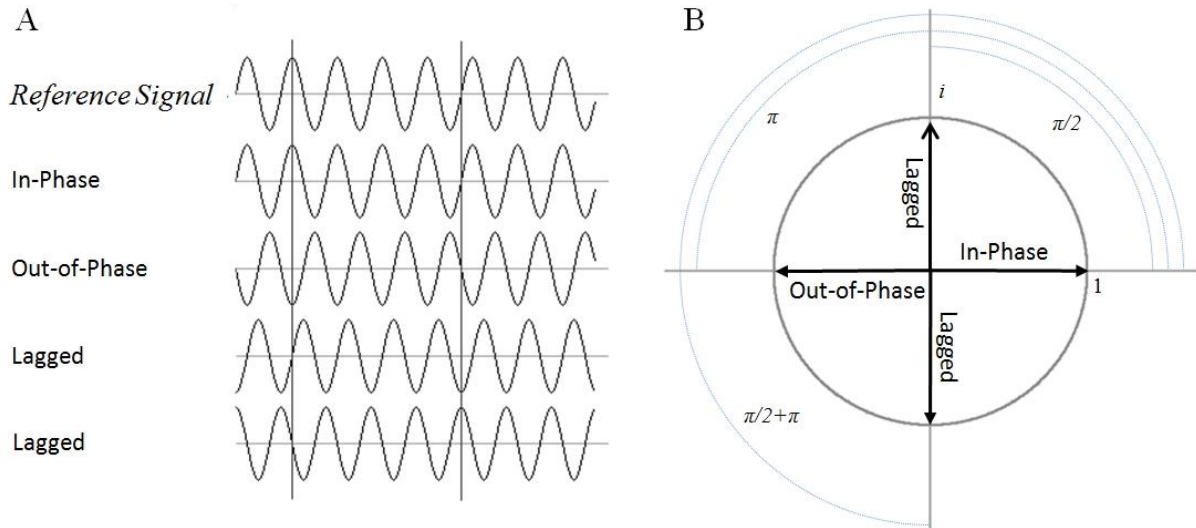 A
Reference Signal
In-Phase
Out-of-Phase
Lagged
Lagged
B
i
π
π/2
Lagged
In-Phase
Out-of-Phase
1
Lagged
π/2+π